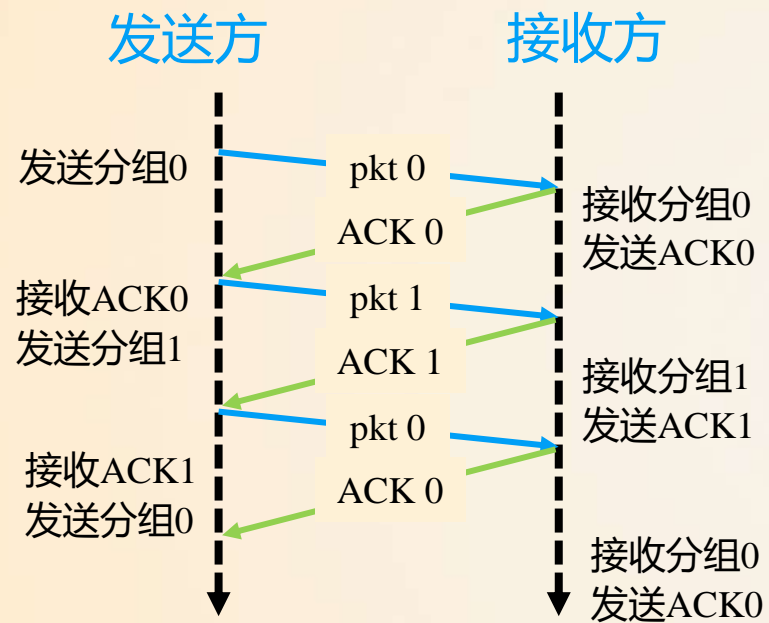 发送方
接收方
发送分组0
pkt 0
接收分组0
发送ACK0
ACK 0
接收ACK0
发送分组1
pkt 1
ACK 1
接收分组1
发送ACK1
pkt 0
接收ACK1
发送分组0
ACK 0
接收分组0
发送ACK0